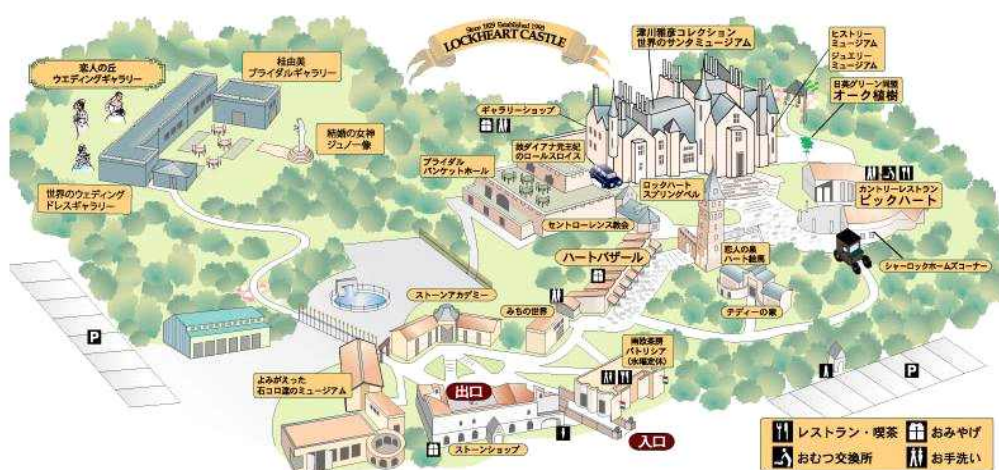 Since 1829 Established 1993
LOCKHEART CASTLE
恋人の丘
ウエディングギャラリー
桂由美
ブライダルギャラリー
結婚の女神
ジュノー像
世界のウェディング
ドレスギャラリー
津川雅彦コレクション
世界のサンタミュージアム
ヒストリー
ミュージアム
ジュエリー
ミュージアム
日英グリーン同盟
オーク植樹
ギャラリーショップ
故ダイアナ元王妃
のロールスロイス
ブライダル
バンケットホール
ロックハート
スプリングベル
カントリーレストラン
ビックハート
セントローレンス教会
ハートバザール
恋人の泉
ハート絵馬
シャーロックホームズコーナー
ストーンアカデミー
みちの世界
テディーの家
南欧茶房
パトリシア
(水曜定休)
よみがえった
石コロ達のミュージアム
出口
入口
ストーンショップ
P
P
レストラン・喫茶
おみやげ
おむつ交換所
お手洗い